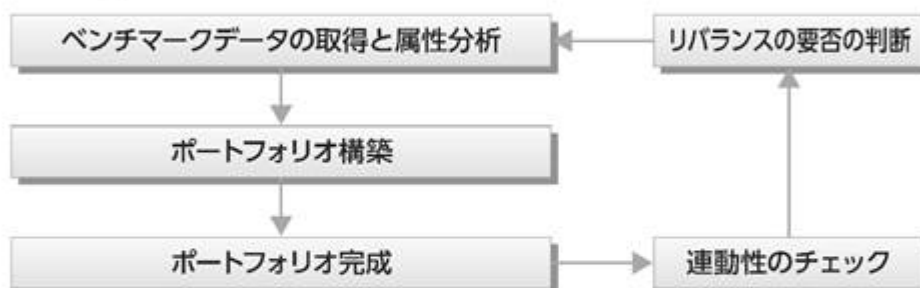 ベンチマークデータの取得と属性分析
リバランスの要否の判断
ポートフォリオ構築
ポートフォリオ完成
連動性のチェック